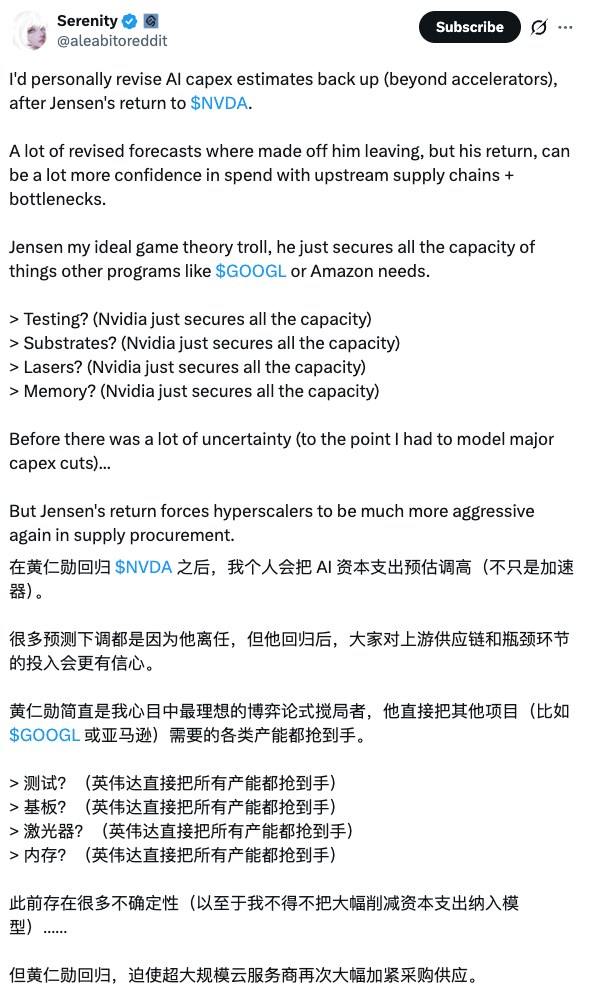 Serenity
@aleabitoreddit
Subscribe
I'd personally revise AI capex estimates back up (beyond accelerators),
after Jensen's return to $NVDA.
A lot of revised forecasts where made off him leaving, but his return, can
be a lot more confidence in spend with upstream supply chains +
bottlenecks.
Jensen my ideal game theory troll, he just secures all the capacity of
things other programs like $GOOGL or Amazon needs.
> Testing? (Nvidia just secures all the capacity)
> Substrates? (Nvidia just secures all the capacity)
> Lasers? (Nvidia just secures all the capacity)
> Memory? (Nvidia just secures all the capacity)
Before there was a lot of uncertainty (to the point I had to model major
capex cuts)...
But Jensen's return forces hyperscalers to be much more aggressive
again in supply procurement.
在黄仁勋回归 $NVDA 之后，我个人会把 AI 资本支出预估调高（不只是加速
器）。
很多预测下调都是因为他离任，但他回归后，大家对上游供应链和瓶颈环节
的投入会更有信心。
黄仁勋简直是我心目中最理想的博弈论式搅局者，他直接把其他项目（比如
$GOOGL 或亚马逊）需要的各类产能都抢到手。
> 测试？（英伟达直接把所有产能都抢到手）
> 基板？（英伟达直接把所有产能都抢到手）
> 激光器？（英伟达直接把所有产能都抢到手）
> 内存？（英伟达直接把所有产能都抢到手）
此前存在很多不确定性（以至于我不得不把大幅削减资本支出纳入模
型）……
但黄仁勋回归，迫使超大规模云服务商再次大幅加紧采购供应。